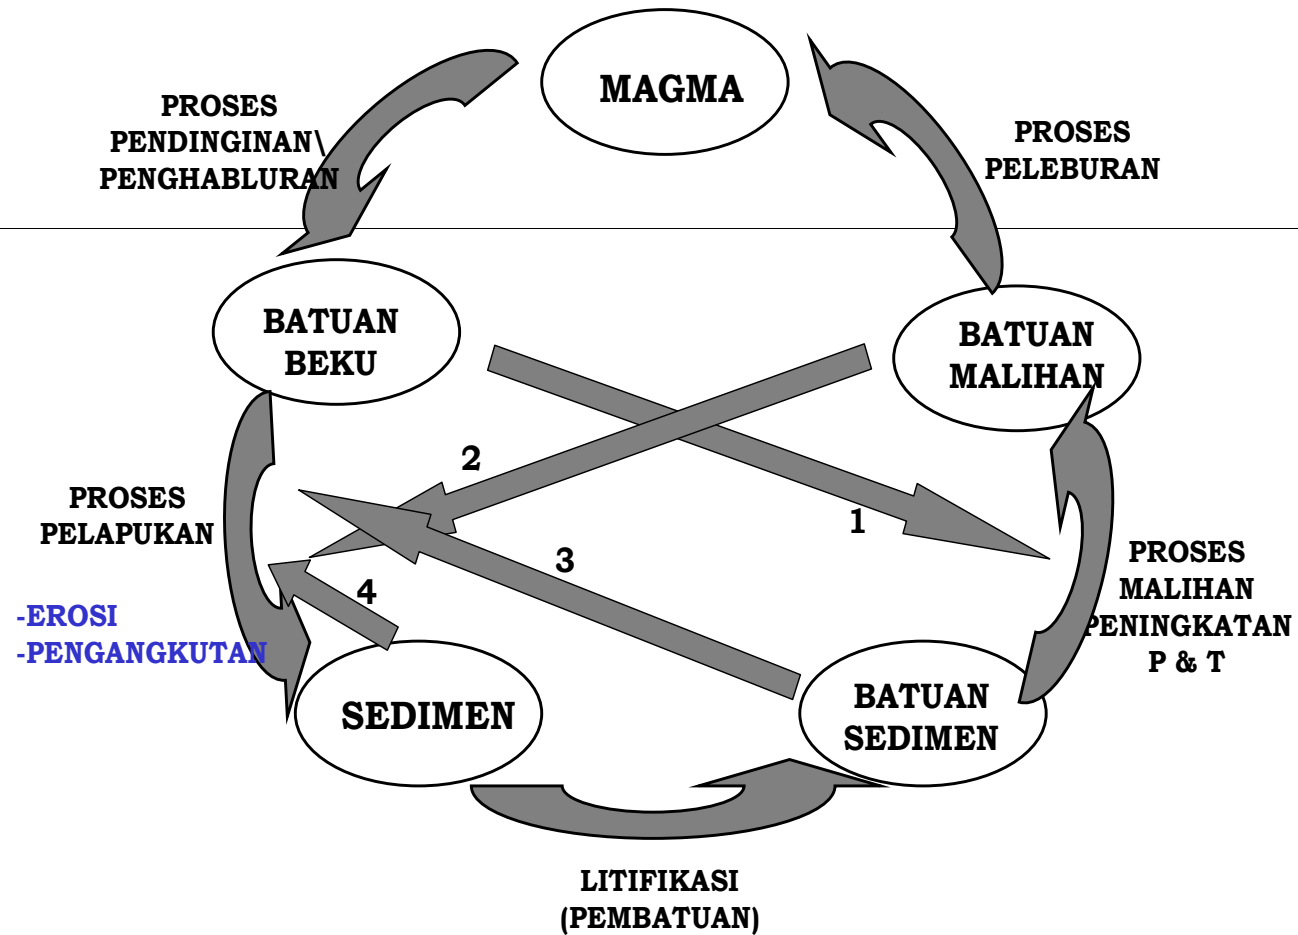 MAGMA
PROSES
PENDINGINAN\
PENGHABLURAN
PROSES
PELEBURAN
BATUAN
BEKU
BATUAN
MALIHAN
2
1
3
4
PROSES
PELAPUKAN
-EROSI
-PENGANGKUTAN
PROSES
MALIHAN
PENINGKATAN
P & T
SEDIMEN
BATUAN
SEDIMEN
LITIFIKASI
(PEMBATUAN)